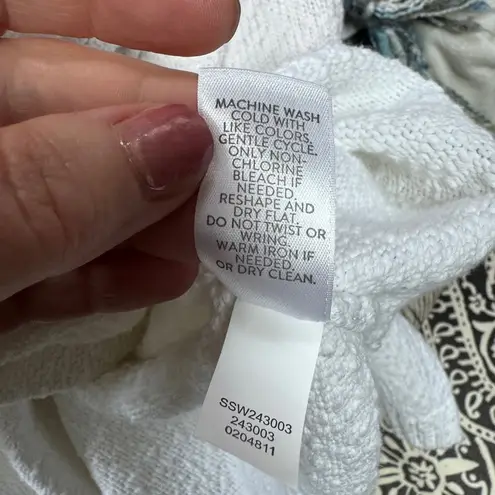 MACHINE WASH
COLD WITH
LIKE COLORS.
GENTLE CYCLE.
ONLY NON-
CHLORINE
BLEACH IF
NEEDED.
RESHAPE AND
DRY FLAT.
DO NOT TWIST OR
WRING.
WARM IRON IF
NEEDED
OR DRY CLEAN.
SSW243003
243003
0204811